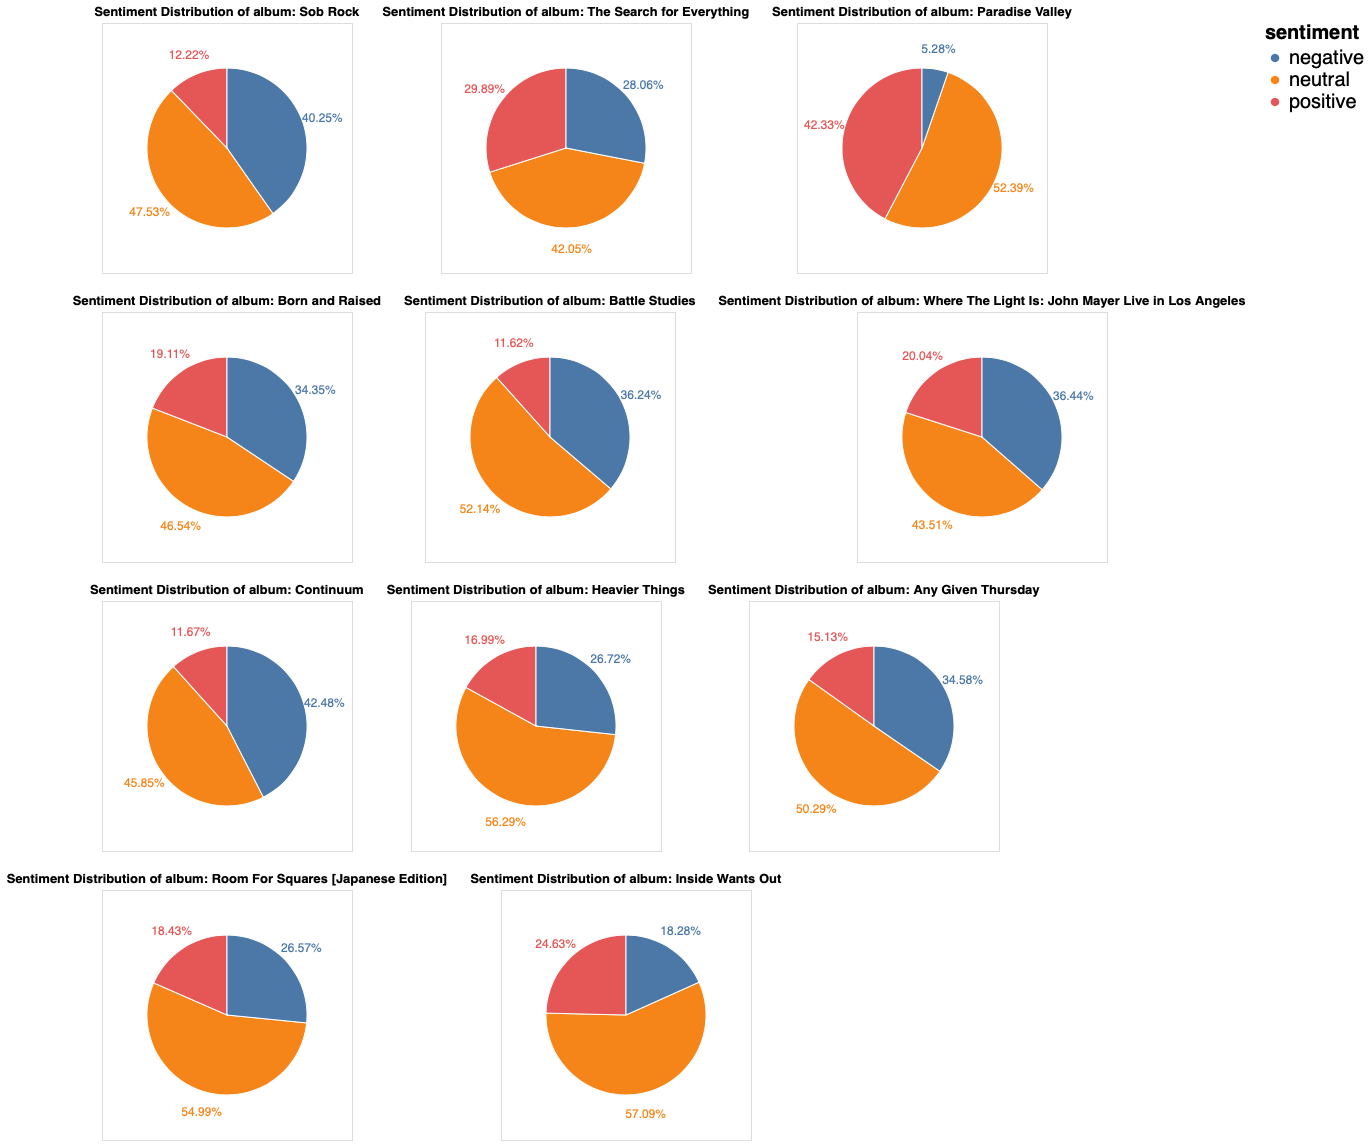 Sentiment Distribution of album: Sob Rock
12.22%
40.25%
47.53%
Sentiment Distribution of album: The Search for Everything
29.89%
28.06%
42.05%
Sentiment Distribution of album: Paradise Valley
5.28%
42.33%
52.39%
sentiment
negative
neutral
positive
Sentiment Distribution of album: Born and Raised
19.11%
34.35%
46.54%
Sentiment Distribution of album: Battle Studies
11.62%
36.24%
52.14%
Sentiment Distribution of album: Where The Light Is: John Mayer Live in Los Angeles
20.04%
36.44%
43.51%
Sentiment Distribution of album: Continuum
11.67%
42.48%
45.85%
Sentiment Distribution of album: Heavier Things
16.99%
26.72%
56.29%
Sentiment Distribution of album: Any Given Thursday
15.13%
34.58%
50.29%
Sentiment Distribution of album: Room For Squares [Japanese Edition]
18.43%
26.57%
54.99%
Sentiment Distribution of album: Inside Wants Out
24.63%
18.28%
57.09%